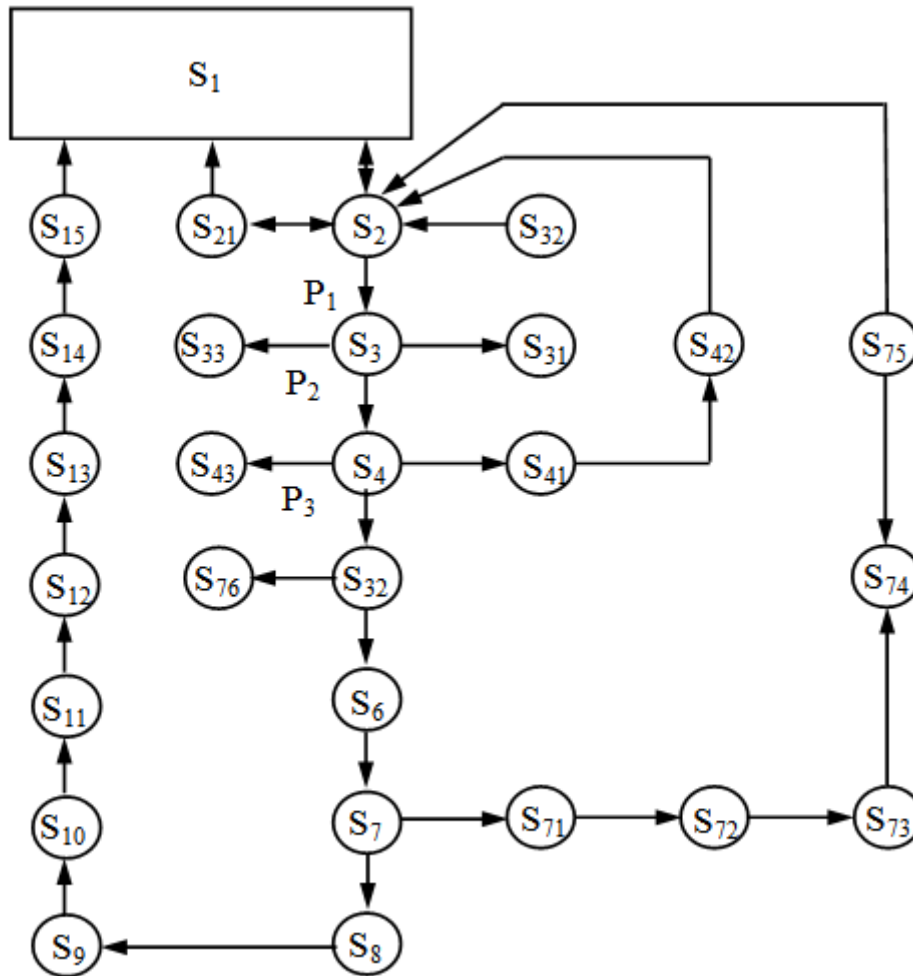 S₁
S₁₅ S₂₁ S₂ S₃₂
P₁
S₁₄ S₃₃ S₃ S₃₁ S₄₂ S₇₅
P₂
S₁₃ S₄₃ S₄ S₄₁
P₃
S₁₂ S₇₆ S₃₂ S₇₄
S₁₁ S₆
S₁₀ S₇ S₇₁ S₇₂ S₇₃
S₉ S₈